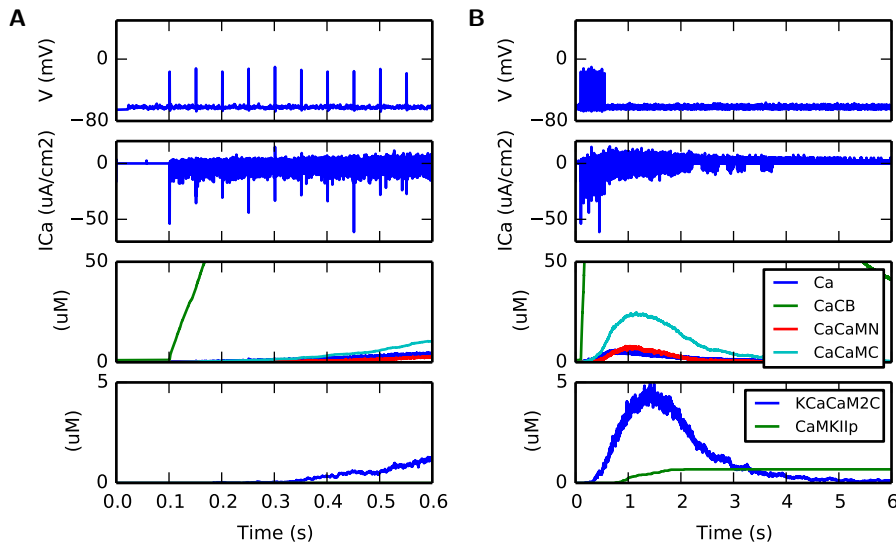 A
V (mV)
0
−80
ICa (uA/cm2)
0
−50
(uM)
50
0
(uM)
5
0
0.0 0.1 0.2 0.3 0.4 0.5 0.6
Time (s)
B
V (mV)
0
−80
ICa (uA/cm2)
0
−50
(uM)
50
0
Ca
CaCB
CaCaMN
CaCaMC
(uM)
5
0
KCaCaM2C
CaMKIIp
0 1 2 3 4 5 6
Time (s)